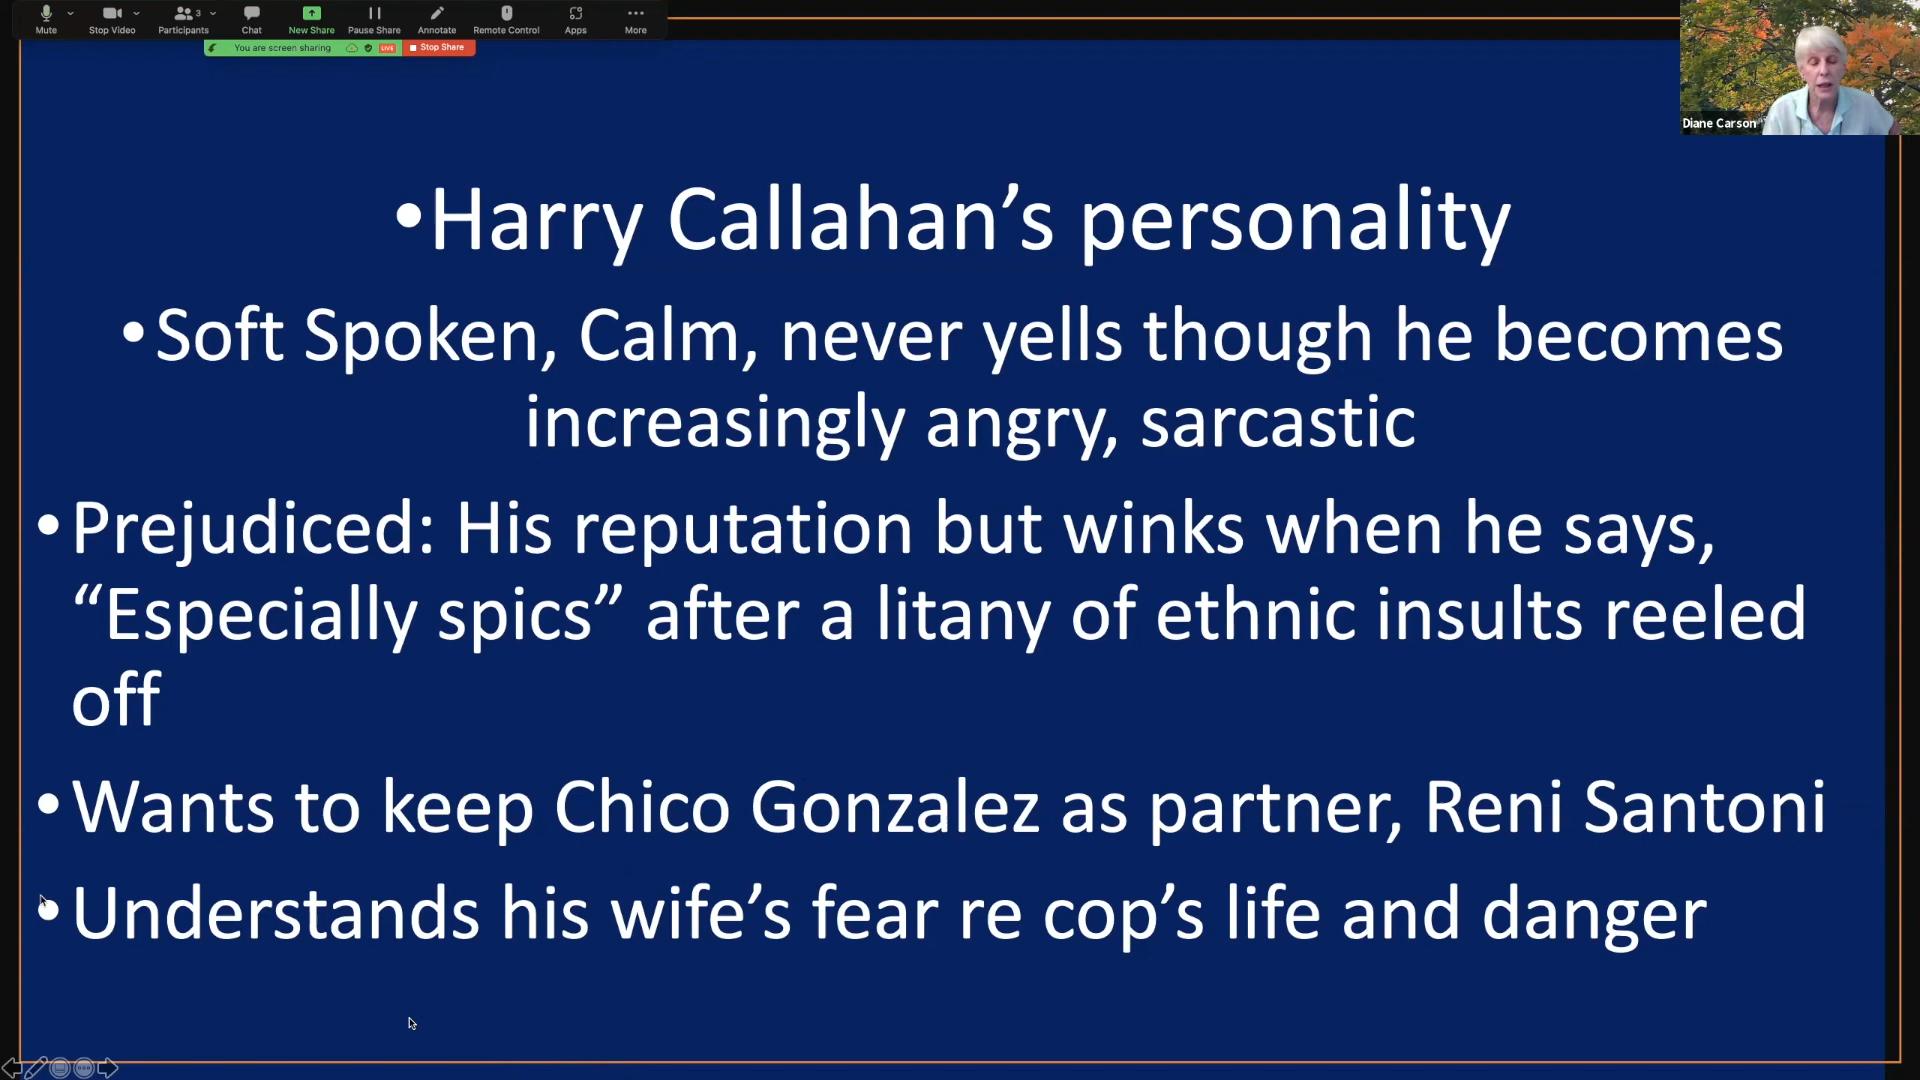 Mute
Stop Video
Participants
3
Chat
New Share
Pause Share
Annotate
Remote Control
Apps
More
You are screen sharing
LIVE
Stop Share
Diane Carson
•Harry Callahan’s personality
•Soft Spoken, Calm, never yells though he becomes
increasingly angry, sarcastic
•Prejudiced: His reputation but winks when he says,
“Especially spics” after a litany of ethnic insults reeled
off
•Wants to keep Chico Gonzalez as partner, Reni Santoni
•Understands his wife’s fear re cop’s life and danger